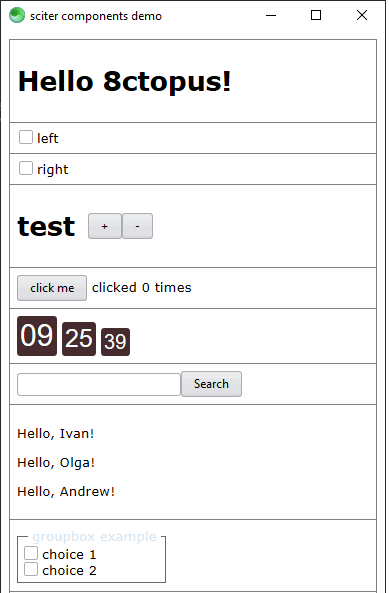 sciter components demo
Hello 8ctopus!
left
right
test + -
click me clicked 0 times
09 25 39
Search
Hello, Ivan!
Hello, Olga!
Hello, Andrew!
groupbox example
choice 1
choice 2